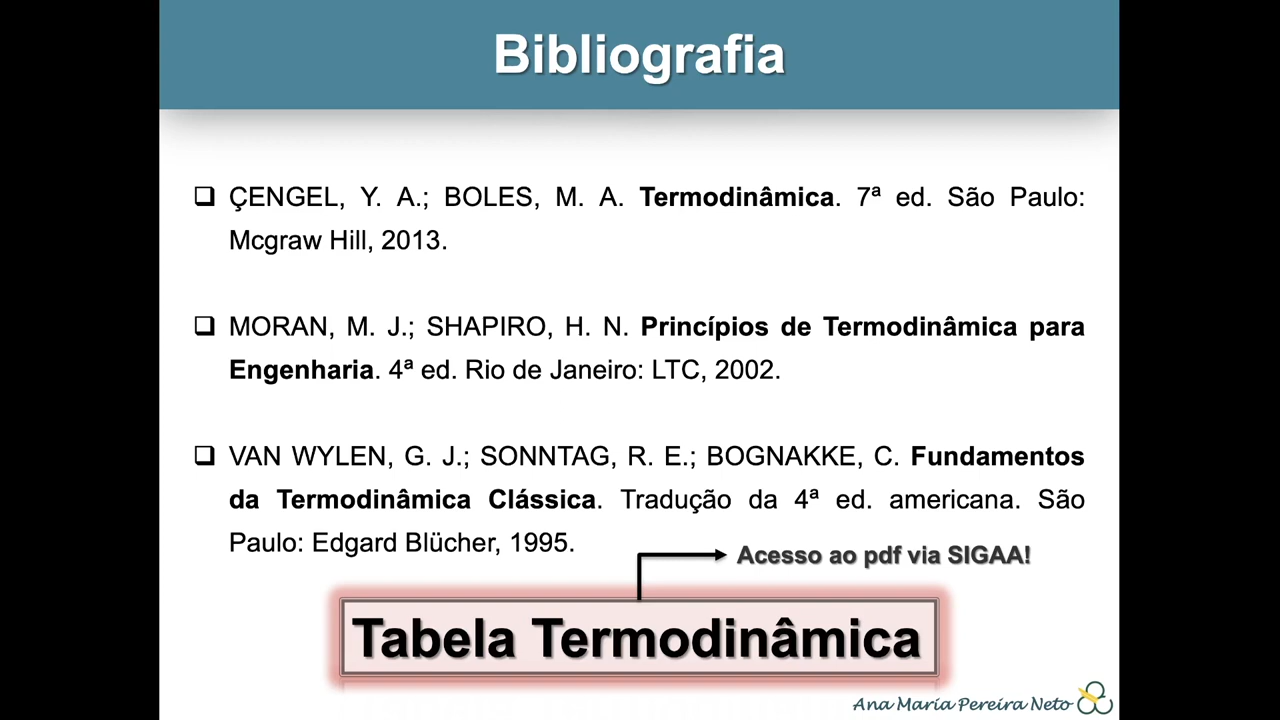 Bibliografia
ÇENGEL, Y. A.; BOLES, M. A. Termodinâmica. 7ª ed. São Paulo:
Mcgraw Hill, 2013.
MORAN, M. J.; SHAPIRO, H. N. Princípios de Termodinâmica para
Engenharia. 4ª ed. Rio de Janeiro: LTC, 2002.
VAN WYLEN, G. J.; SONNTAG, R. E.; BOGNAKKE, C. Fundamentos
da Termodinâmica Clássica. Tradução da 4ª ed. americana. São
Paulo: Edgard Blücher, 1995.
Acesso ao pdf via SIGAA!
Tabela Termodinâmica
Ana Maria Pereira Neto